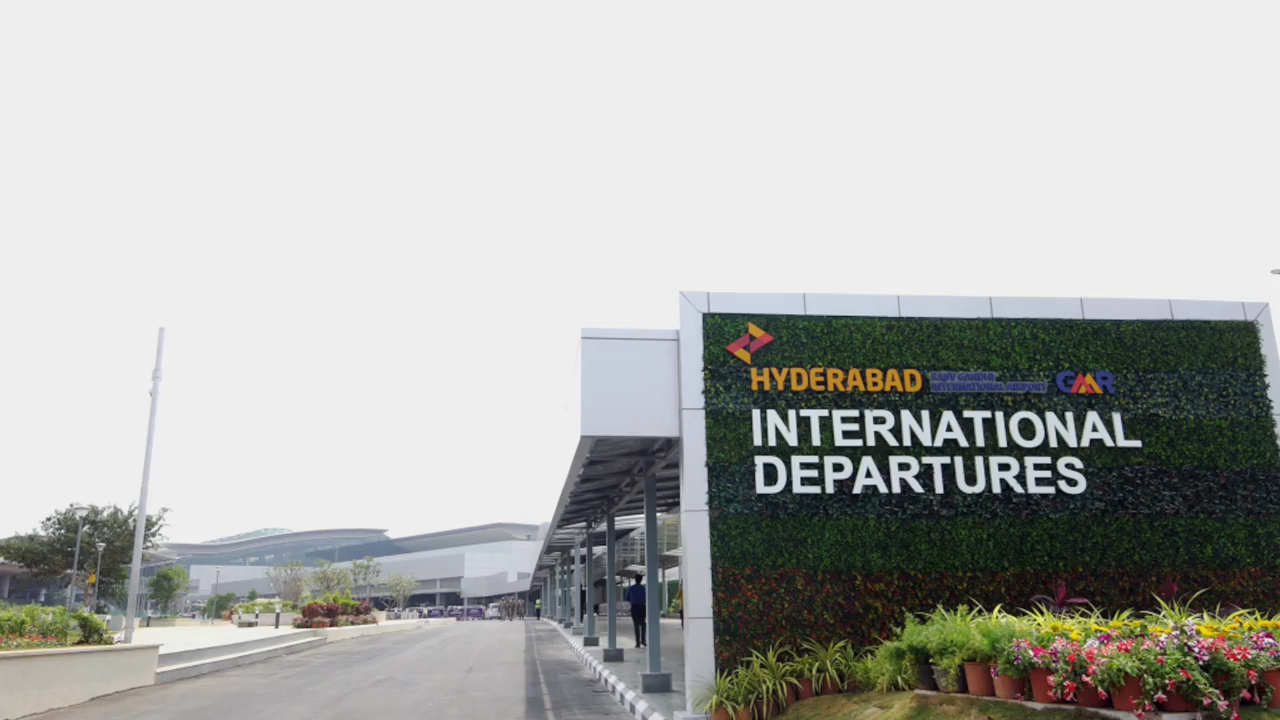 HYDERABAD
RAJIV GANDHI
INTERNATIONAL AIRPORT
GMR
INTERNATIONAL
DEPARTURES